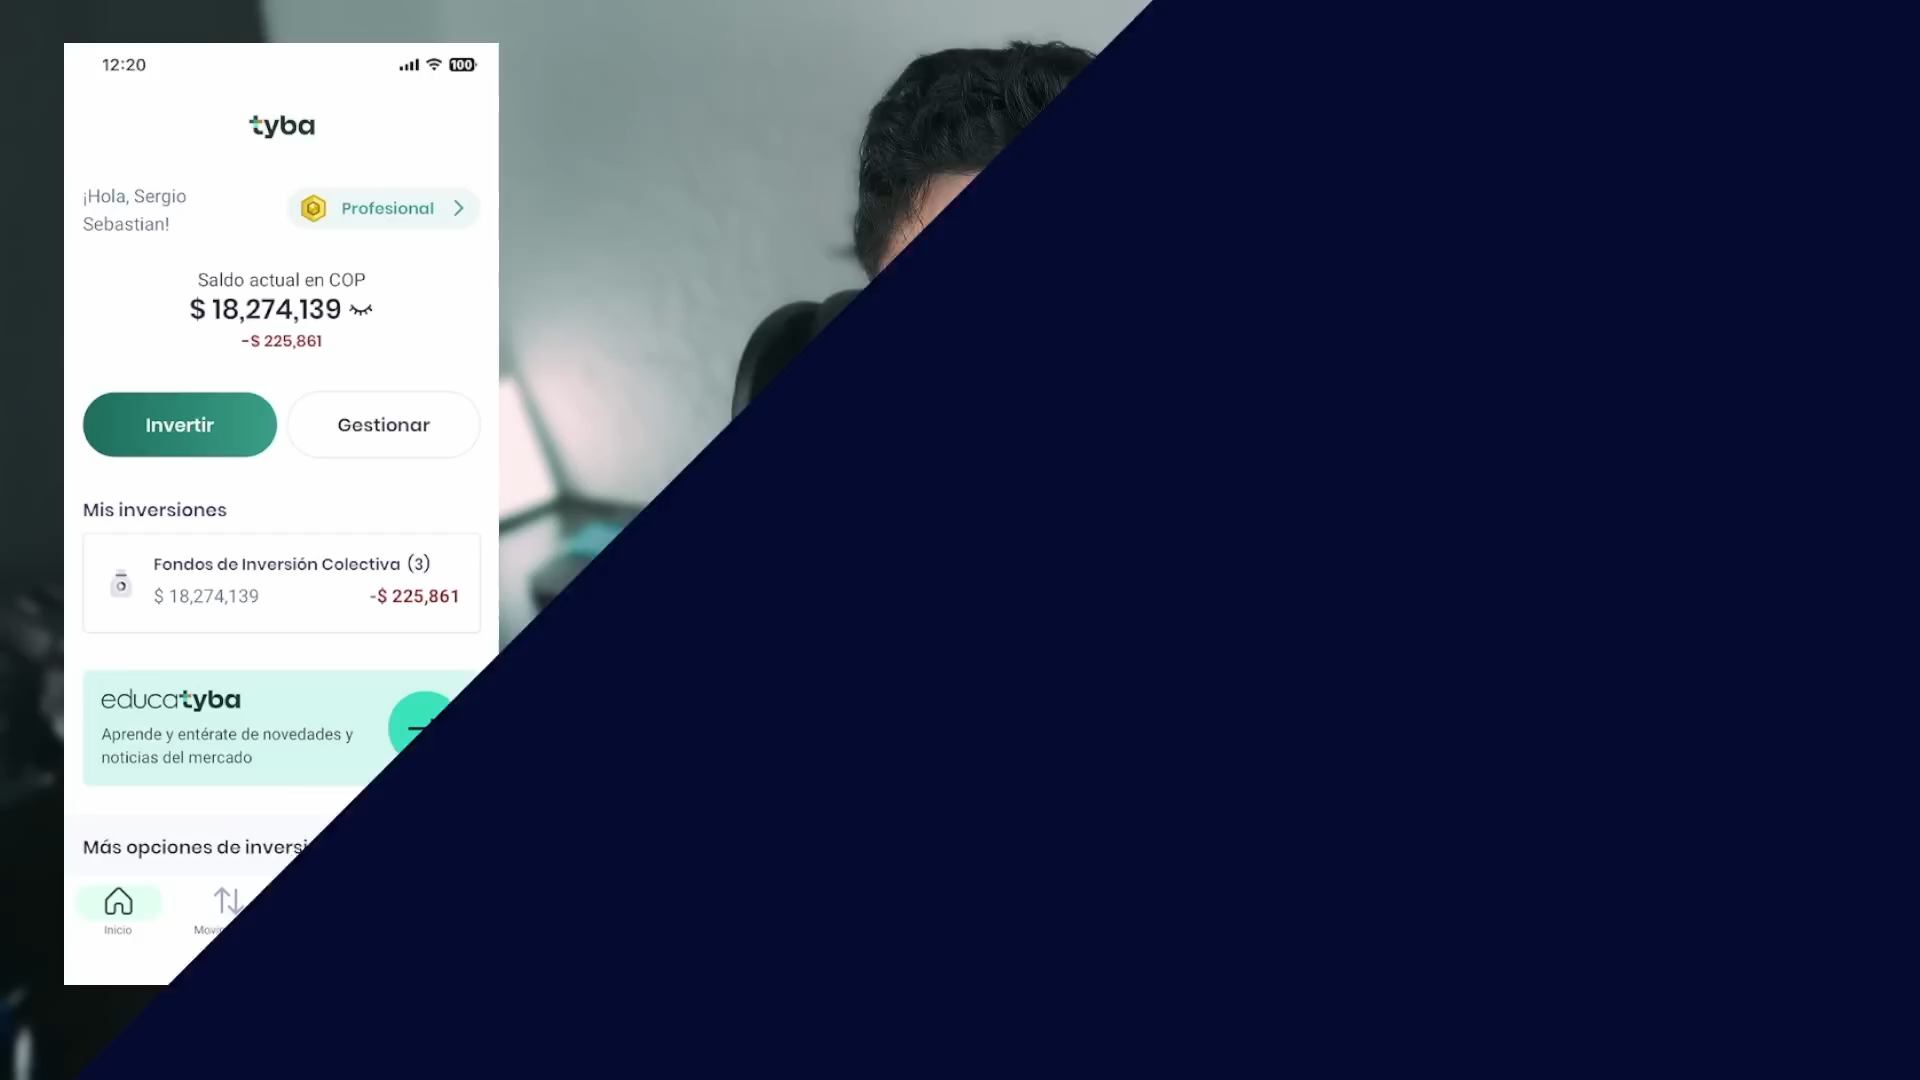 12:20
100
tyba
¡Hola, Sergio
Sebastian!
Profesional
Saldo actual en COP
$ 18,274,139
-$ 225,861
Invertir
Gestionar
Mis inversiones
Fondos de Inversión Colectiva (3)
$ 18,274,139
-$ 225,861
educatyba
Aprende y entérate de novedades y
noticias del mercado
Más opciones de inversi
Inicio
Movi